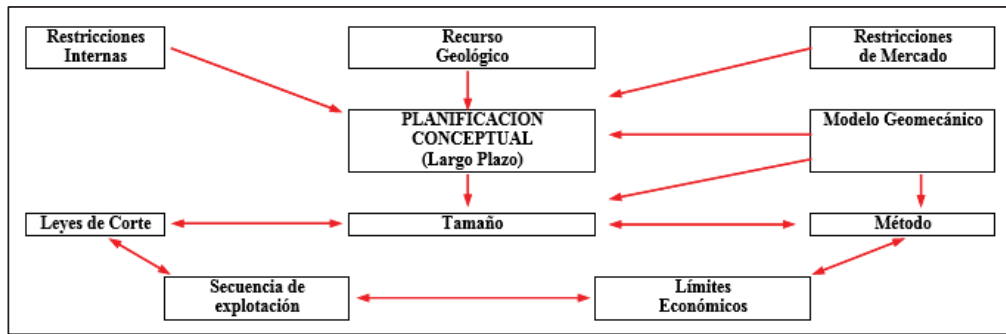 Restricciones
Internas
Recurso
Geológico
Restricciones
de Mercado
PLANIFICACION
CONCEPTUAL
(Largo Plazo)
Modelo Geomecánico
Leyes de Corte
Tamaño
Método
Secuencia de
explotación
Límites
Económicos